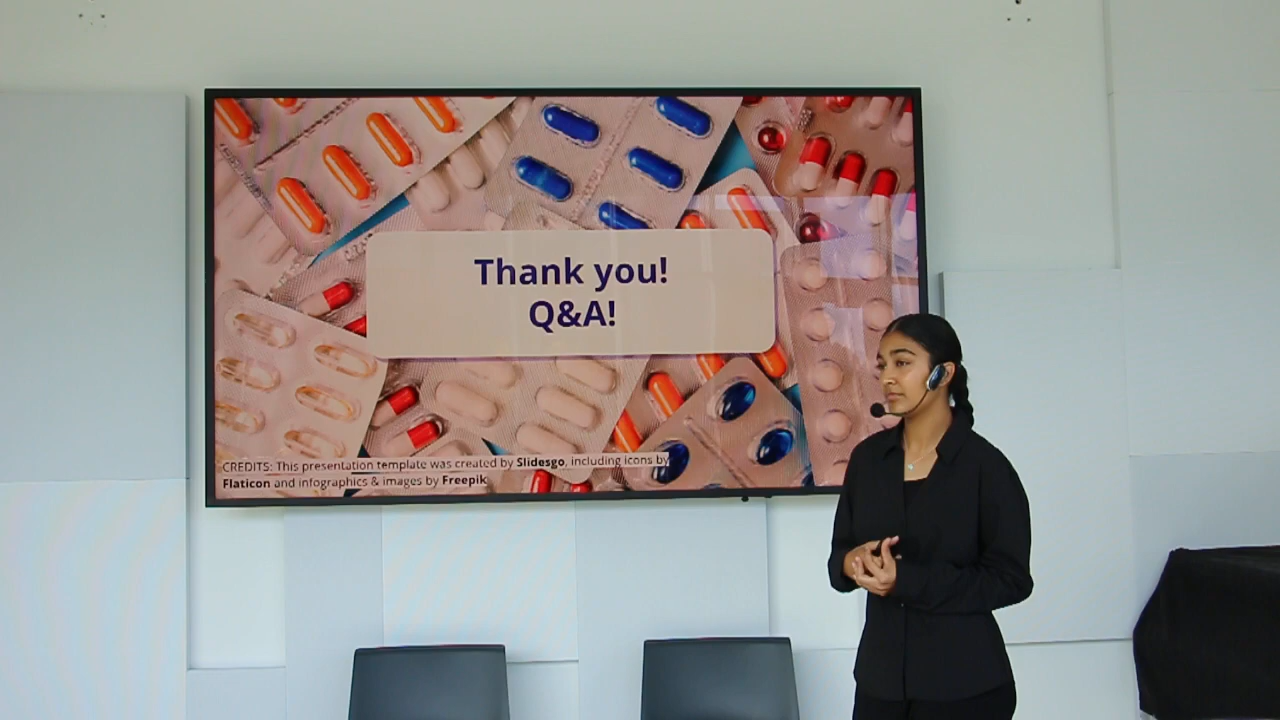 Thank you!
Q&A!
CREDITS: This presentation template was created by Slidesgo, including icons by
Flaticon and infographics & images by Freepik